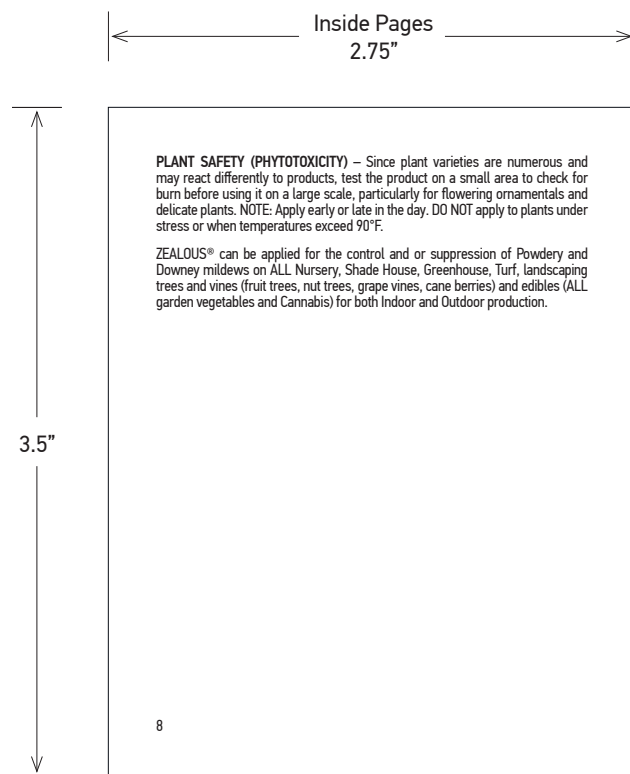 Inside Pages
2.75”
PLANT SAFETY (PHYTOTOXICITY) – Since plant varieties are numerous and
may react differently to products, test the product on a small area to check for
burn before using it on a large scale, particularly for flowering ornamentals and
delicate plants. NOTE: Apply early or late in the day. DO NOT apply to plants under
stress or when temperatures exceed 90°F.
ZEALOUS® can be applied for the control and or suppression of Powdery and
Downey mildews on ALL Nursery, Shade House, Greenhouse, Turf, landscaping
trees and vines (fruit trees, nut trees, grape vines, cane berries) and edibles (ALL
garden vegetables and Cannabis) for both Indoor and Outdoor production.
3.5”
8